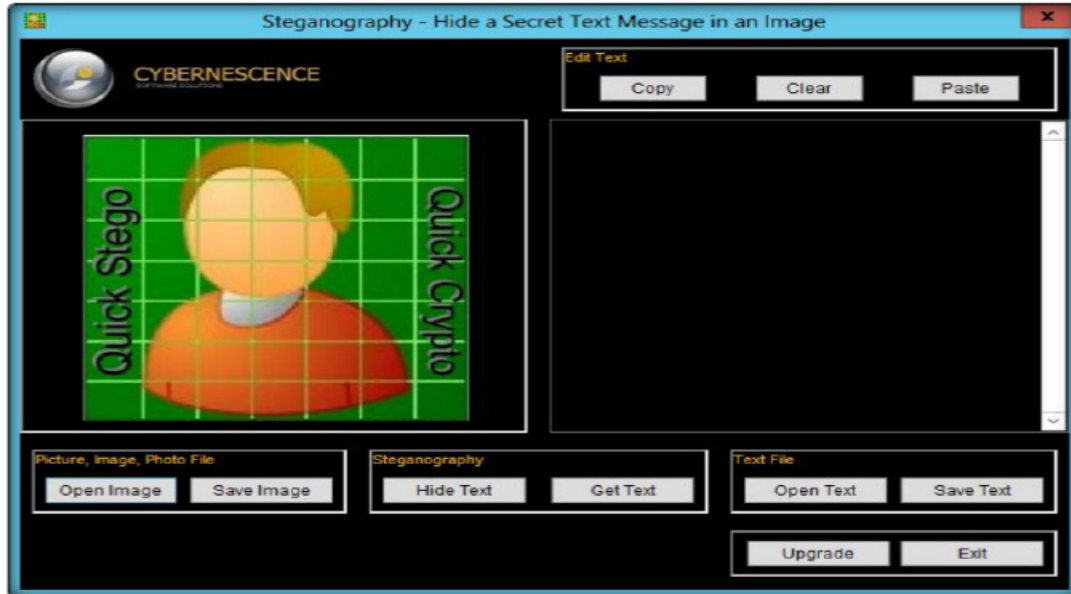 Steganography - Hide a Secret Text Message in an Image
x
CYBERNESCENCE
SOFTWARE SOLUTIONS
Edit Text
Copy Clear Paste
Quick Stego
Quick Crypto
Picture, Image, Photo File
Open Image Save Image
Steganography
Hide Text Get Text
Text File
Open Text Save Text
Upgrade Exit